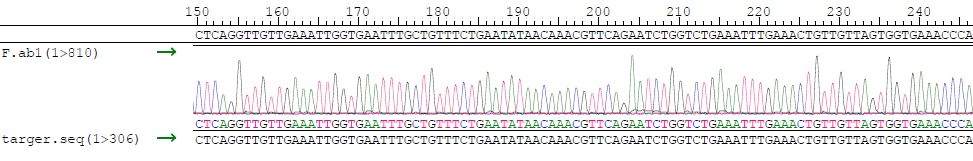 150 160 170 180 190 200 210 220 230 240
CTCAGGTTGTTGAAATTGGTGAATTTGCTGTTTCTGAATATAACAAACGTTCAGAATCTGGTCTGAAATTTGAAACTGTTGTTAGTGGTGAAACCCA
F.ab1(1>810)
CTCAGGTTGTTGAAATTGGTGAATTTGCTGTTTCTGAATATAACAAACGTTCAGAATCTGGTCTGAAATTTGAAACTGTTGTTAGTGGTGAAACCCA
targer.seq(1>306)
CTCAGGTTGTTGAAATTGGTGAATTTGCTGTTTCTGAATATAACAAACGTTCAGAATCTGGTCTGAAATTTGAAACTGTTGTTAGTGGTGAAACCCA